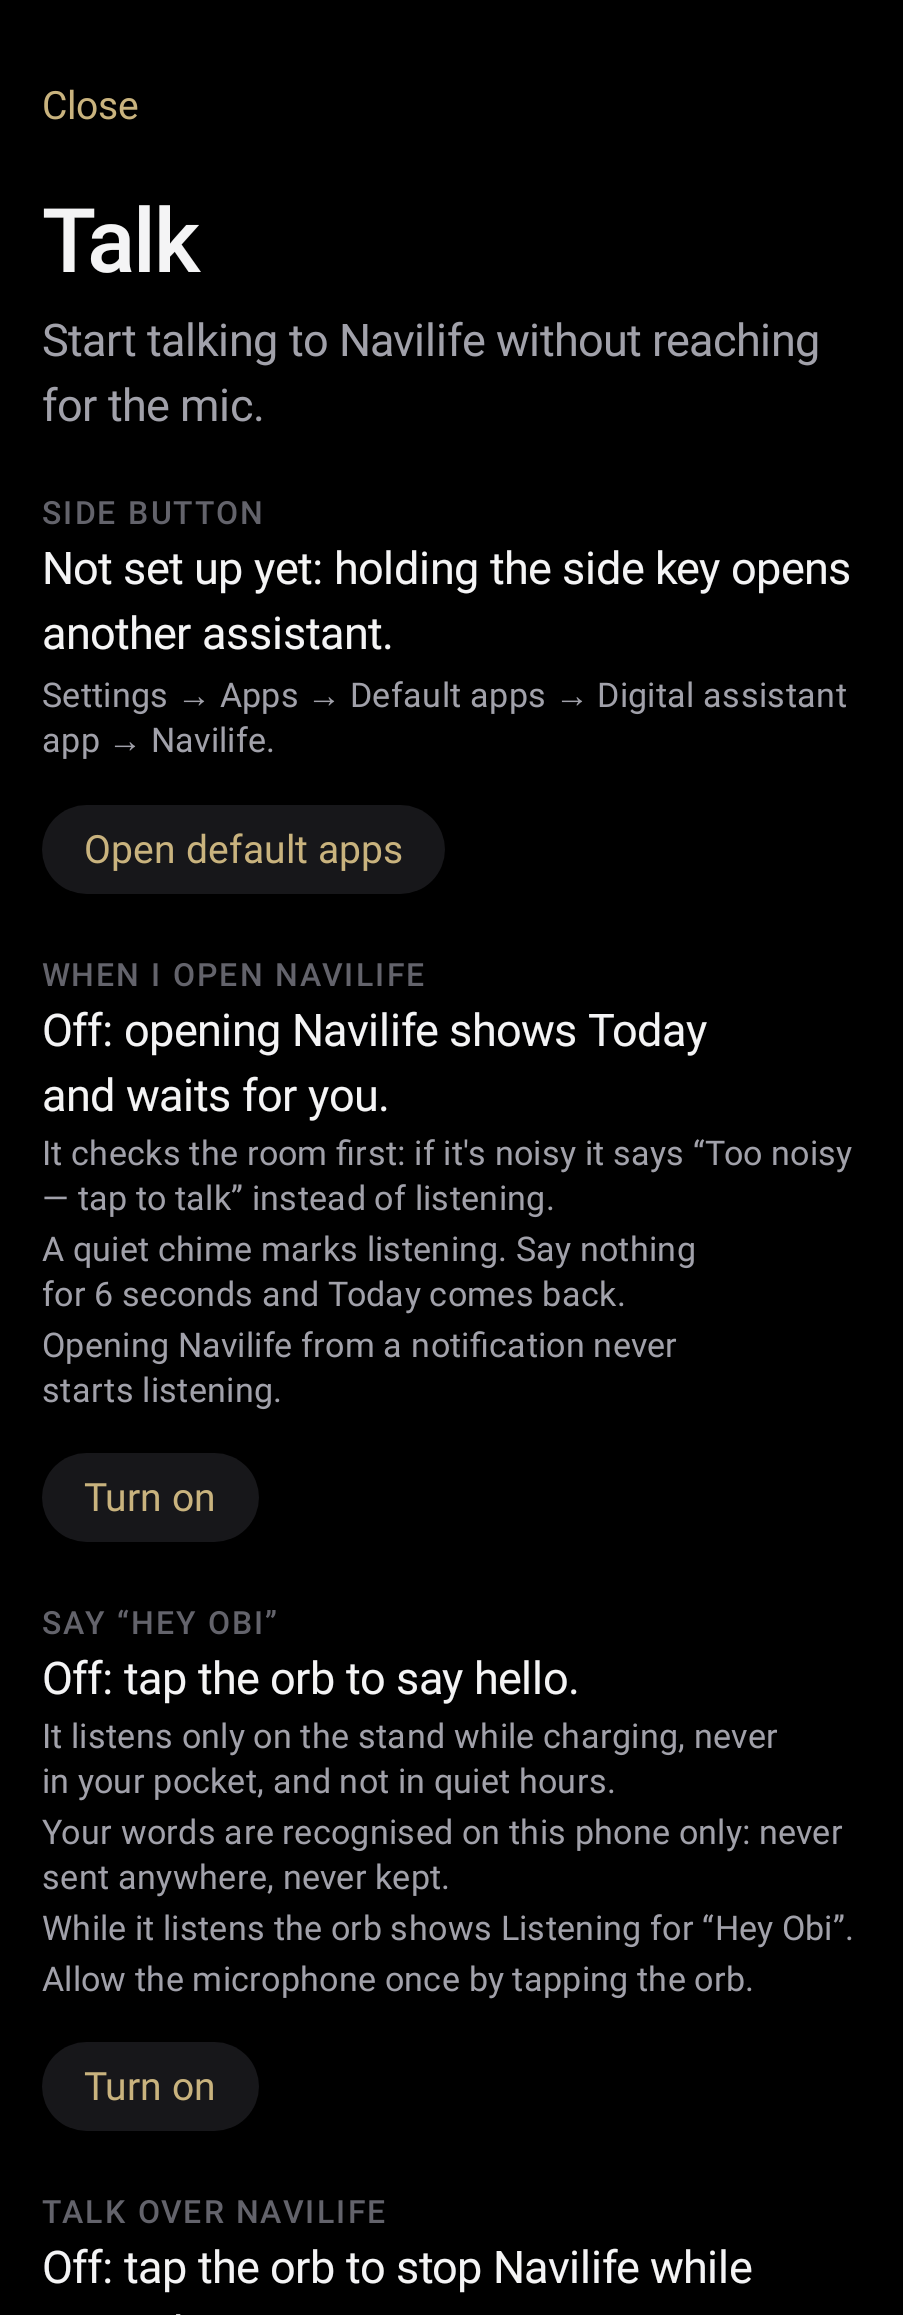 Close
Talk
Start talking to Navilife without reaching
for the mic.
SIDE BUTTON
Not set up yet: holding the side key opens
another assistant.
Settings → Apps → Default apps → Digital assistant
app → Navilife.
Open default apps
WHEN I OPEN NAVILIFE
Off: opening Navilife shows Today
and waits for you.
It checks the room first: if it's noisy it says “Too noisy
— tap to talk” instead of listening.
A quiet chime marks listening. Say nothing
for 6 seconds and Today comes back.
Opening Navilife from a notification never
starts listening.
Turn on
SAY “HEY OBI”
Off: tap the orb to say hello.
It listens only on the stand while charging, never
in your pocket, and not in quiet hours.
Your words are recognised on this phone only: never
sent anywhere, never kept.
While it listens the orb shows Listening for “Hey Obi”.
Allow the microphone once by tapping the orb.
Turn on
TALK OVER NAVILIFE
Off: tap the orb to stop Navilife while